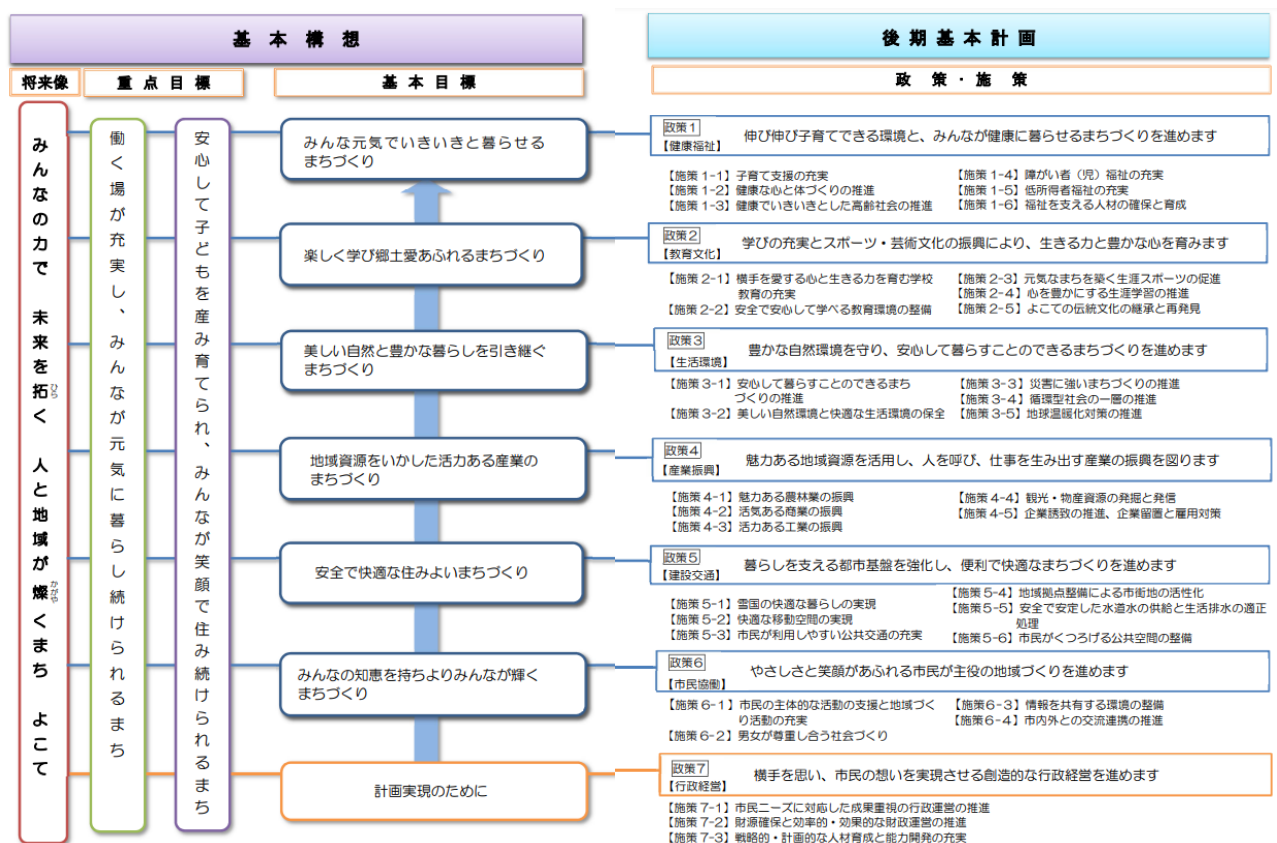 基本構想
後期基本計画
将来像
重点目標
基本目標
政策・施策
みんなの力で 未来を拓く 人と地域が燦くまち よこて
ひら
かがや
働く場が充実し、みんなが元気に暮らし続けられるまち
安心して子どもを産み育てられ、みんなが笑顔で住み続けられるまち
みんな元気でいきいきと暮らせる
まちづくり
政策1
【健康福祉】
伸び伸び子育てできる環境と、みんなが健康に暮らせるまちづくりを進めます
【施策1-1】子育て支援の充実
【施策1-2】健康な心と体づくりの推進
【施策1-3】健康でいきいきとした高齢社会の推進
【施策1-4】障がい者（児）福祉の充実
【施策1-5】低所得者福祉の充実
【施策1-6】福祉を支える人材の確保と育成
楽しく学び郷土愛あふれるまちづくり
政策2
【教育文化】
学びの充実とスポーツ・芸術文化の振興により、生きる力と豊かな心を育みます
【施策2-1】横手を愛する心と生きる力を育む学校
教育の充実
【施策2-2】安全で安心して学べる教育環境の整備
【施策2-3】元気なまちを築く生涯スポーツの促進
【施策2-4】心を豊かにする生涯学習の推進
【施策2-5】よこての伝統文化の継承と再発見
美しい自然と豊かな暮らしを引き継ぐ
まちづくり
政策3
【生活環境】
豊かな自然環境を守り、安心して暮らすことのできるまちづくりを進めます
【施策3-1】安心して暮らすことのできるまち
づくりの推進
【施策3-2】美しい自然環境と快適な生活環境の保全
【施策3-3】災害に強いまちづくりの推進
【施策3-4】循環型社会の一層の推進
【施策3-5】地球温暖化対策の推進
地域資源をいかした活力ある産業の
まちづくり
政策4
【産業振興】
魅力ある地域資源を活用し、人を呼び、仕事を生み出す産業の振興を図ります
【施策4-1】魅力ある農林業の振興
【施策4-2】活気ある商業の振興
【施策4-3】活力ある工業の振興
【施策4-4】観光・物産資源の発掘と発信
【施策4-5】企業誘致の推進、企業留置と雇用対策
安全で快適な住みよいまちづくり
政策5
【建設交通】
暮らしを支える都市基盤を強化し、便利で快適なまちづくりを進めます
【施策5-1】雪国の快適な暮らしの実現
【施策5-2】快適な移動空間の実現
【施策5-3】市民が利用しやすい公共交通の充実
【施策5-4】地域拠点整備による市街地の活性化
【施策5-5】安全で安定した水道水の供給と生活排水の適正
処理
【施策5-6】市民がくつろげる公共空間の整備
みんなの知恵を持ちよりみんなが輝く
まちづくり
政策6
【市民協働】
やさしさと笑顔があふれる市民が主役の地域づくりを進めます
【施策6-1】市民の主体的な活動の支援と地域づく
り活動の充実
【施策6-2】男女が尊重し合う社会づくり
【施策6-3】情報を共有する環境の整備
【施策6-4】市内外との交流連携の推進
計画実現のために
政策7
【行政経営】
横手を思い、市民の想いを実現させる創造的な行政経営を進めます
【施策7-1】市民ニーズに対応した成果重視の行政運営の推進
【施策7-2】財源確保と効率的・効果的な財政運営の推進
【施策7-3】戦略的・計画的な人材育成と能力開発の充実